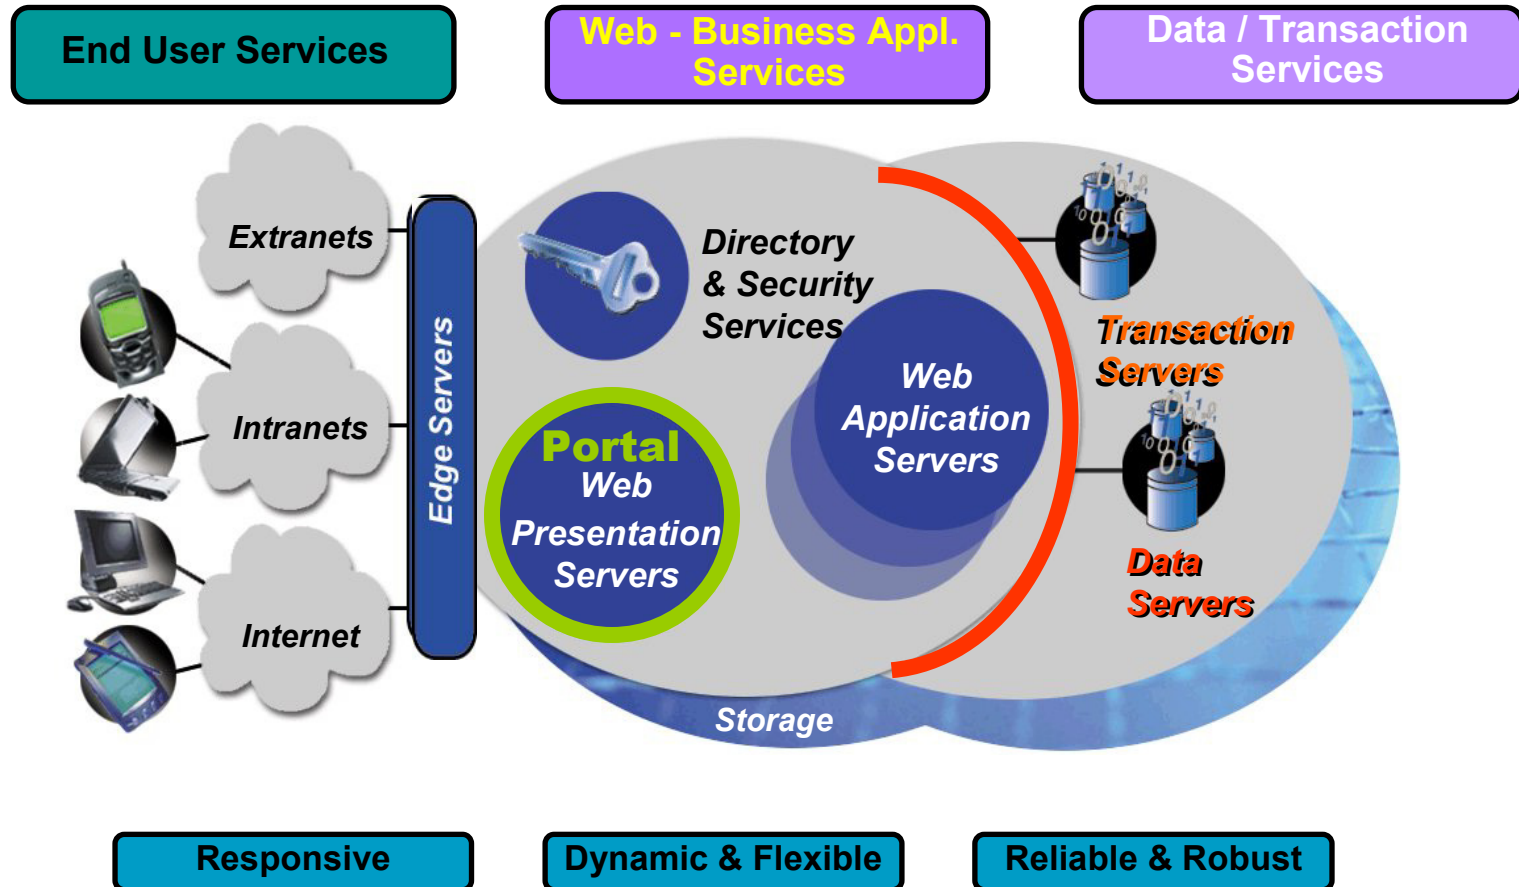 End User Services
Web - Business Appl.
Services
Data / Transaction
Services
Extranets
Intranets
Internet
Edge Servers
Directory
& Security
Services
Portal
Web
Presentation
Servers
Web
Application
Servers
Transaction
Servers
Data
Servers
Storage
Responsive
Dynamic & Flexible
Reliable & Robust